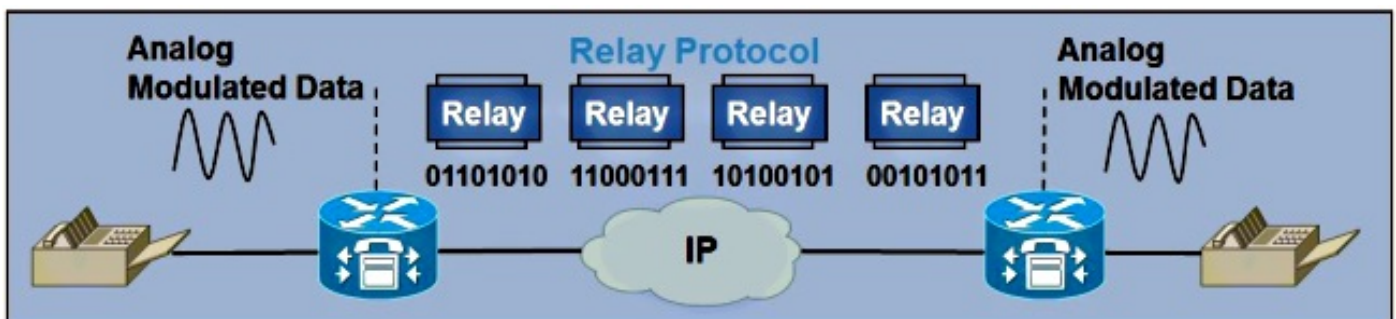 Analog
Modulated Data
Relay Protocol
Analog
Modulated Data
Relay Relay Relay Relay
01101010 11000111 10100101 00101011
IP